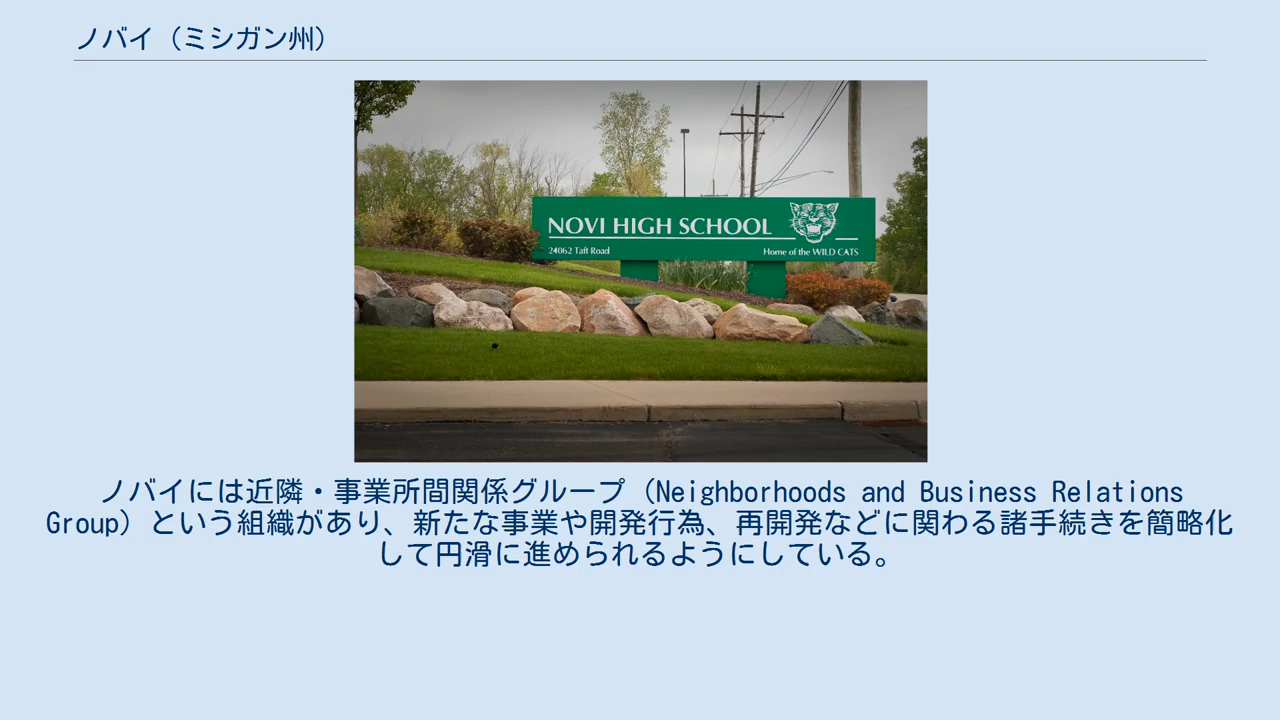 ノバイ（ミシガン州）
NOVI HIGH SCHOOL
24062 Taft Road
Home of the WILD CATS
ノバイには近隣・事業所間関係グループ（Neighborhoods and Business Relations
Group）という組織があり、新たな事業や開発行為、再開発などに関わる諸手続きを簡略化
して円滑に進められるようにしている。